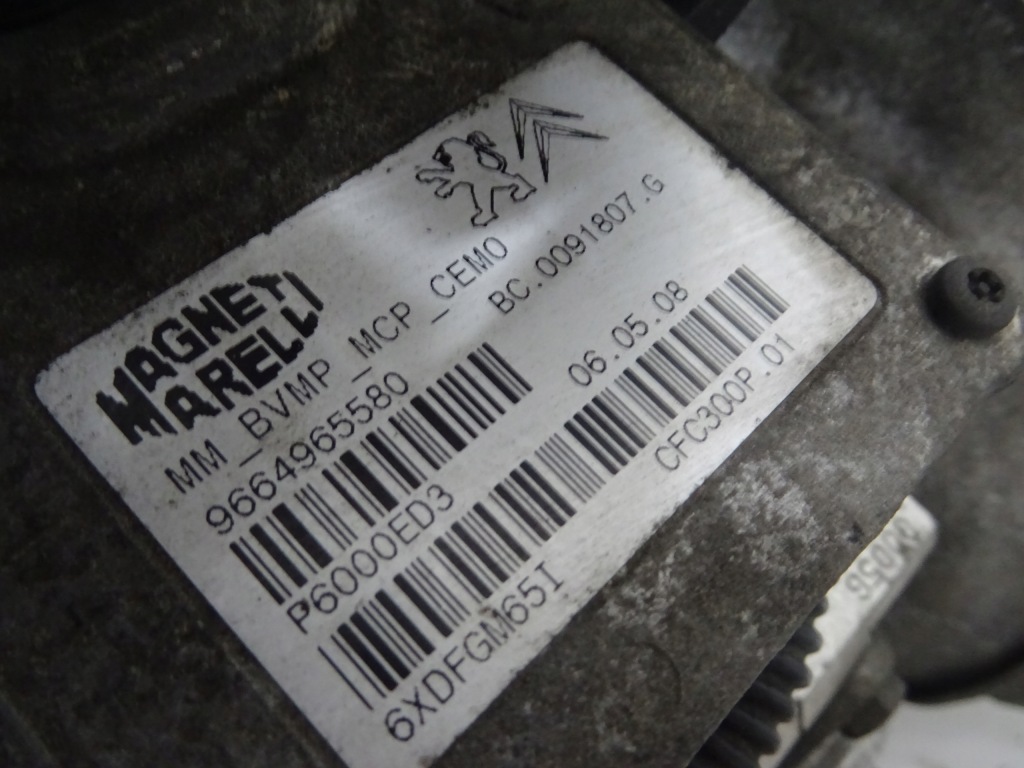 MAGNETI
MARELLI
MM_BVMP_MCP_CEMO
9664965580 BC.0091807.G
P6000ED3 06.05.08
6XDFGM65I CFC300P.01